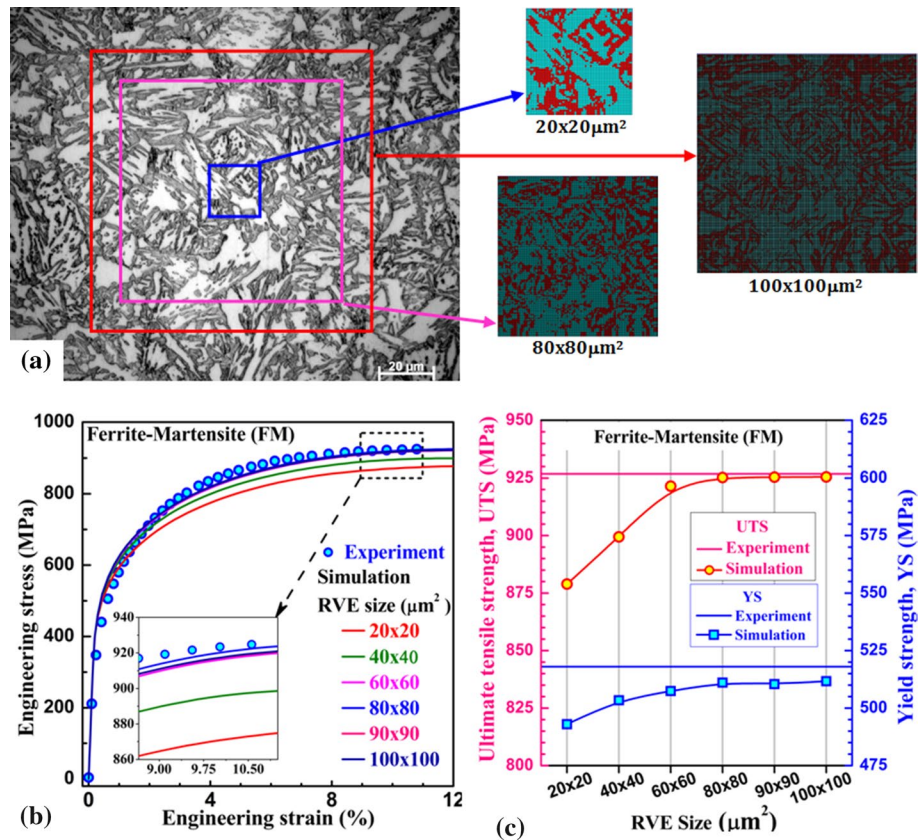 20 µm
(a)
20x20µm²
80x80µm²
100x100µm²
Ferrite-Martensite (FM)
1000
800
600
400
200
0
Engineering stress (MPa)
Experiment
Simulation
RVE size (µm²)
20x20
40x40
60x60
80x80
90x90
100x100
940
920
900
880
860
9.00 9.75 10.50
0 4 8 12
Engineering strain (%)
(b)
Ferrite-Martensite (FM)
950
925
900
875
850
825
800
Ultimate tensile strength, UTS (MPa)
UTS
Experiment
Simulation
YS
Experiment
Simulation
625
600
575
550
525
500
475
Yield strength, YS (MPa)
20x20 40x40 60x60 80x80 90x90 100x100
RVE Size (µm²)
(c)